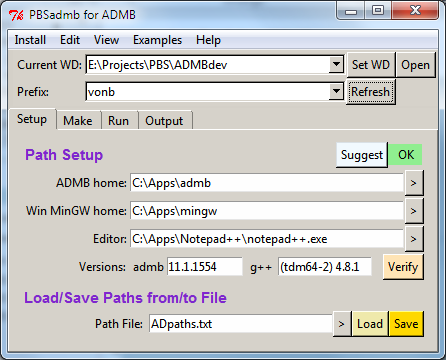 PBSadmb for ADMB
Install Edit View Examples Help
Current WD: E:\Projects\PBS\ADMBdev Set WD Open
Prefix: vonb Refresh
Setup Make Run Output
Path Setup Suggest OK
ADMB home: C:\Apps\admb >
Win MinGW home: C:\Apps\mingw >
Editor: C:\Apps\Notepad++\notepad++.exe >
Versions: admb 11.1.1554 g++ (tdm64-2) 4.8.1 Verify
Load/Save Paths from/to File
Path File: ADpaths.txt > Load Save